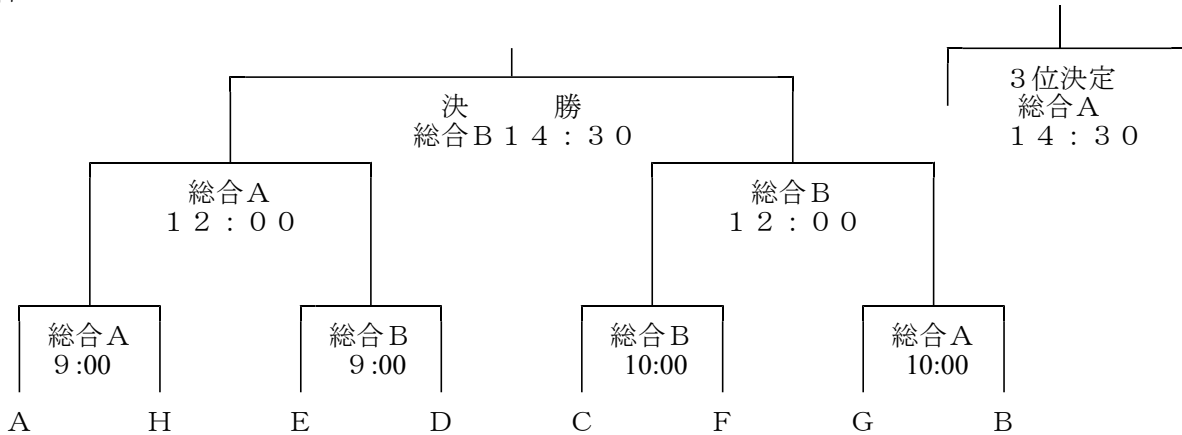 ３位決定
総合Ａ
１４：３０
決　　　勝
総合Ｂ１４：３０
総合Ａ
１２：００
総合Ｂ
１２：００
総合Ａ
９:00
総合Ｂ
９:00
総合Ｂ
10:00
総合Ａ
10:00
A H E D C F G B